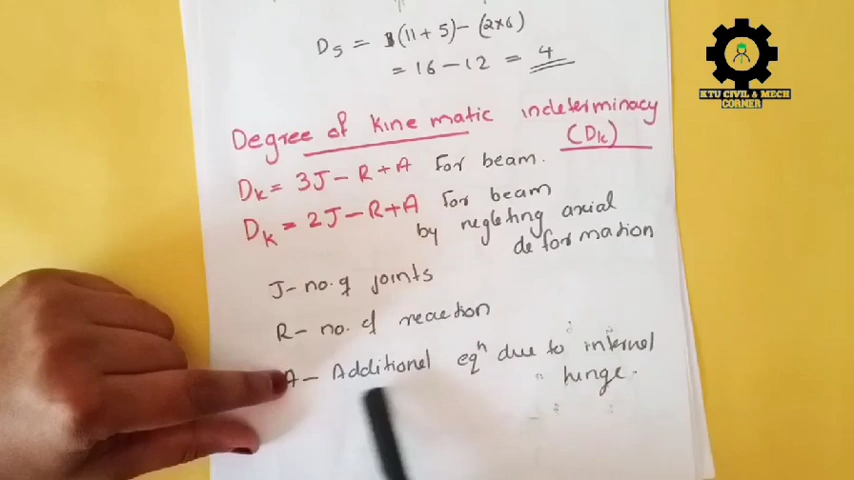 Ds = (11+5) - (2x6)
= 16 - 12 = 4
KTU CIVIL & MECH
CORNER
Degree of kinematic indeterminacy
(Dk)
Dk = 3J - R + A for beam.
Dk = 2J - R + A for beam
by negleting axial
deformation
J - no. of joints
R - no. of reaction
A - Additional eqn due to internal
hinge.